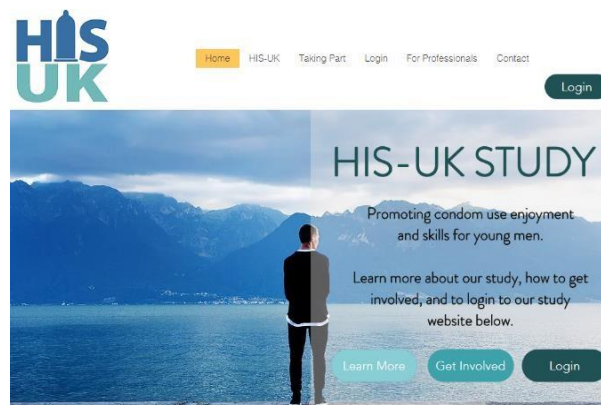 HIS
UK
Home HIS-UK Taking Part Login For Professionals Contact
Login
HIS-UK STUDY
Promoting condom use enjoyment
and skills for young men.
Learn more about our study, how to get
involved, and to login to our study
website below.
Learn More Get Involved Login